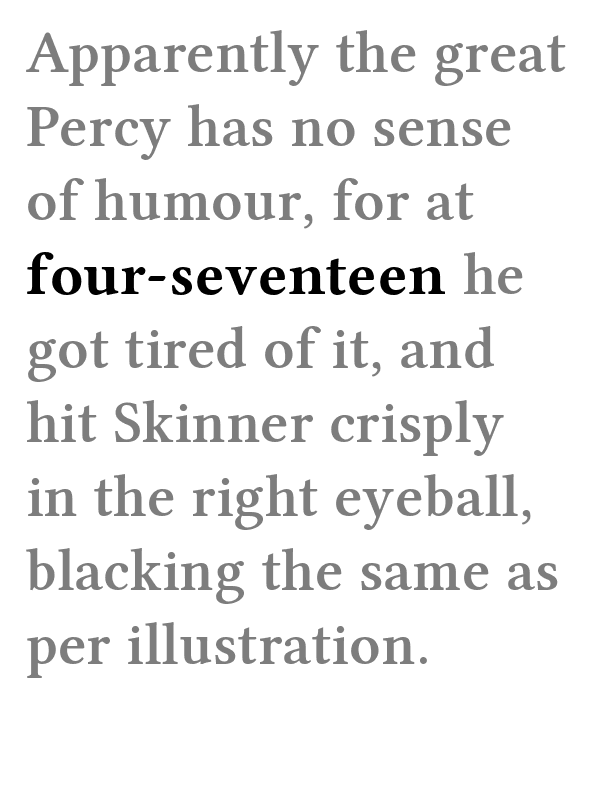 Apparently the great
Percy has no sense
of humour, for at
four-seventeen he
got tired of it, and
hit Skinner crisply
in the right eyeball,
blacking the same as
per illustration.